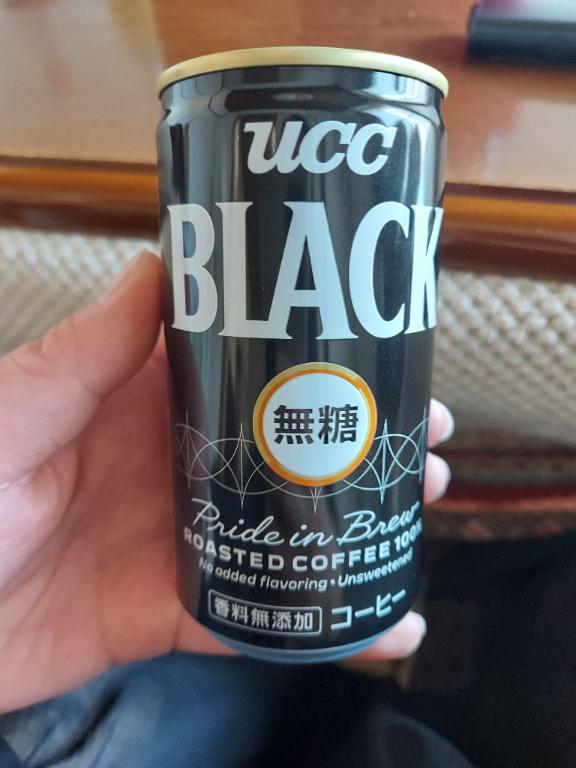 UCC
BLACK
無糖
Pride in Brew
ROASTED COFFEE 100%
No added flavoring • Unsweetened
香料無添加 コーヒー